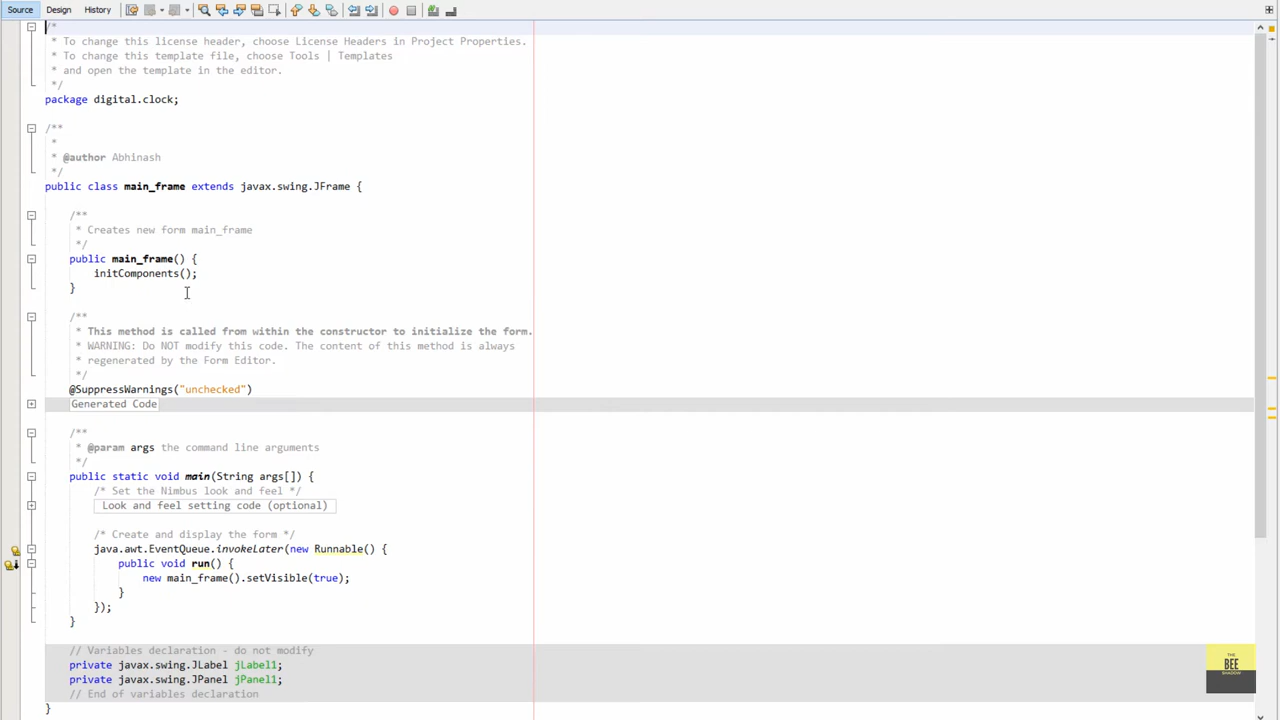 Source Design History
/*
* To change this license header, choose License Headers in Project Properties.
* To change this template file, choose Tools | Templates
* and open the template in the editor.
*/
package digital.clock;
/**
*
* @author Abhinash
*/
public class main_frame extends javax.swing.JFrame {
/**
* Creates new form main_frame
*/
public main_frame() {
initComponents();
}
/**
* This method is called from within the constructor to initialize the form.
* WARNING: Do NOT modify this code. The content of this method is always
* regenerated by the Form Editor.
*/
@SuppressWarnings("unchecked")
Generated Code
/**
* @param args the command line arguments
*/
public static void main(String args[]) {
/* Set the Nimbus look and feel */
Look and feel setting code (optional)
/* Create and display the form */
java.awt.EventQueue.invokeLater(new Runnable() {
public void run() {
new main_frame().setVisible(true);
}
});
}
// Variables declaration - do not modify
private javax.swing.JLabel jLabel1;
private javax.swing.JPanel jPanel1;
// End of variables declaration
}
THE
BEE
SHADOW